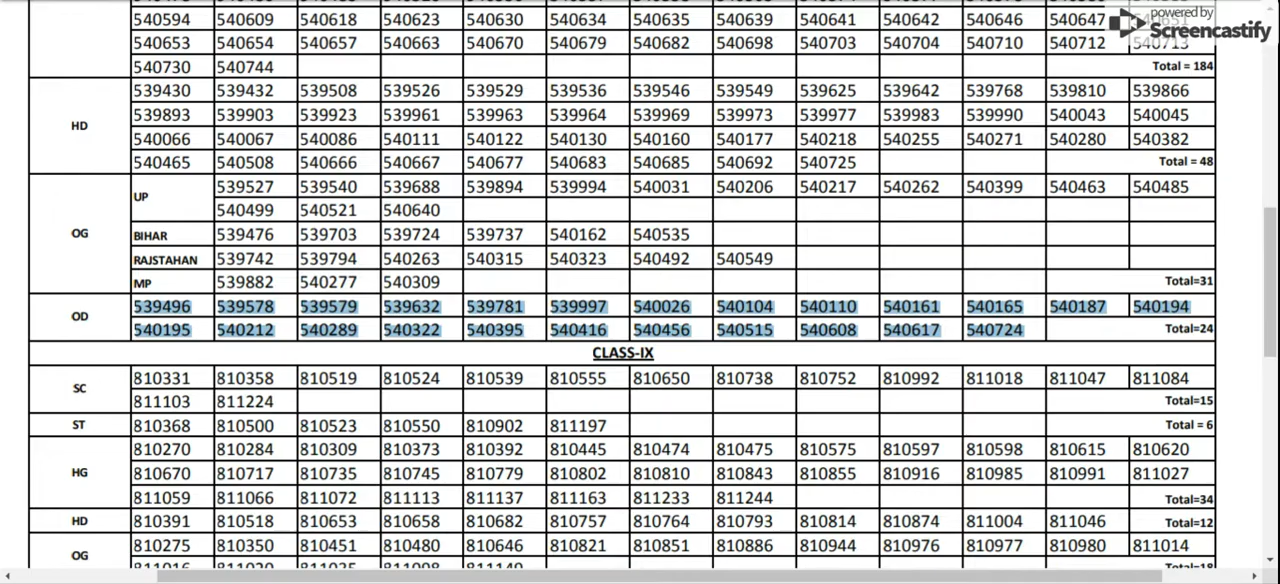 powered by
Screencastify
540594 540609 540618 540623 540630 540634 540635 540639 540641 540642 540646 540647 540651
540653 540654 540657 540663 540670 540679 540682 540698 540703 540704 540710 540712 540713
540730 540744 Total = 184
HD
539430 539432 539508 539526 539529 539536 539546 539549 539625 539642 539768 539810 539866
539893 539903 539923 539961 539963 539964 539969 539973 539977 539983 539990 540043 540045
540066 540067 540086 540111 540122 540130 540160 540177 540218 540255 540271 540280 540382
540465 540508 540666 540667 540677 540683 540685 540692 540725 Total = 48
OG
UP 539527 539540 539688 539894 539994 540031 540206 540217 540262 540399 540463 540485
540499 540521 540640
BIHAR 539476 539703 539724 539737 540162 540535
RAJSTAHAN 539742 539794 540263 540315 540323 540492 540549
MP 539882 540277 540309 Total=31
OD
539496 539578 539579 539632 539781 539997 540026 540104 540110 540161 540165 540187 540194
540195 540212 540289 540322 540395 540416 540456 540515 540608 540617 540724 Total=24
CLASS-IX
SC
810331 810358 810519 810524 810539 810555 810650 810738 810752 810992 811018 811047 811084
811103 811224 Total=15
ST 810368 810500 810523 810550 810902 811197 Total = 6
HG
810270 810284 810309 810373 810392 810445 810474 810475 810575 810597 810598 810615 810620
810670 810717 810735 810745 810779 810802 810810 810843 810855 810916 810985 810991 811027
811059 811066 811072 811113 811137 811163 811233 811244 Total=34
HD 810391 810518 810653 810658 810682 810757 810764 810793 810814 810874 811004 811046 Total=12
OG
810275 810350 810451 810480 810646 810821 810851 810886 810944 810976 810977 810980 811014